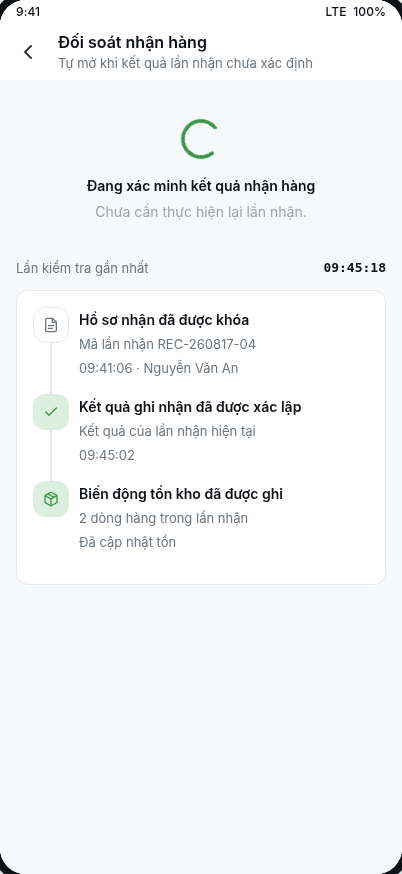 9:41
LTE 100%
Đối soát nhận hàng
Tự mở khi kết quả lần nhận chưa xác định
Đang xác minh kết quả nhận hàng
Chưa cần thực hiện lại lần nhận.
Lần kiểm tra gần nhất
09:45:18
Hồ sơ nhận đã được khóa
Mã lần nhận REC-260817-04
09:41:06 · Nguyễn Văn An
Kết quả ghi nhận đã được xác lập
Kết quả của lần nhận hiện tại
09:45:02
Biến động tồn kho đã được ghi
2 dòng hàng trong lần nhận
Đã cập nhật tồn